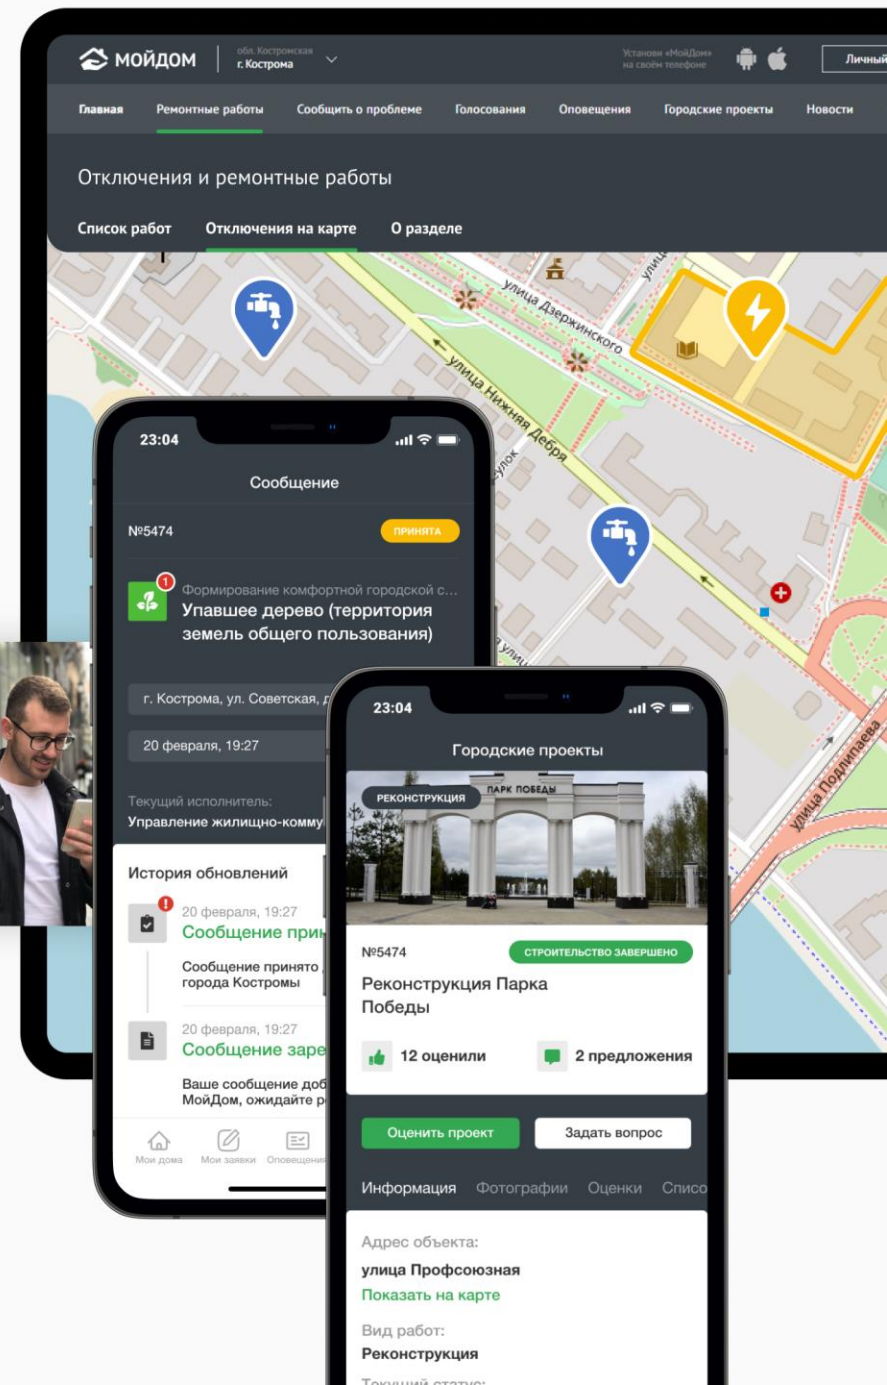 МОЙДОМ
обл. Костромская
г. Кострома
Установи «МойДом»
на своём телефоне
Личный
Главная Ремонтные работы Сообщить о проблеме Голосования Оповещения Городские проекты Новости
Отключения и ремонтные работы
Список работ Отключения на карте О разделе
улица Дзержинского
улица Нижняя Дебря
улица Подлипаева
23:04
Сообщение
№5474 ПРИНЯТА
1
Формирование комфортной городской с...
Упавшее дерево (территория
земель общего пользования)
г. Кострома, ул. Советская,
20 февраля, 19:27
Текущий исполнитель:
Управление жилищно-комму
История обновлений
20 февраля, 19:27
Сообщение прин
Сообщение принято
города Костромы
20 февраля, 19:27
Сообщение заре
Ваше сообщение доб
МойДом, ожидайте р
Мои дома Мои заявки Оповещения
23:04
Городские проекты
РЕКОНСТРУКЦИЯ
ПАРК ПОБЕДЫ
№5474 СТРОИТЕЛЬСТВО ЗАВЕРШЕНО
Реконструкция Парка
Победы
12 оценили 2 предложения
Оценить проект Задать вопрос
Информация Фотографии Оценки Списо
Адрес объекта:
улица Профсоюзная
Показать на карте
Вид работ:
Реконструкция
Текущий статус: